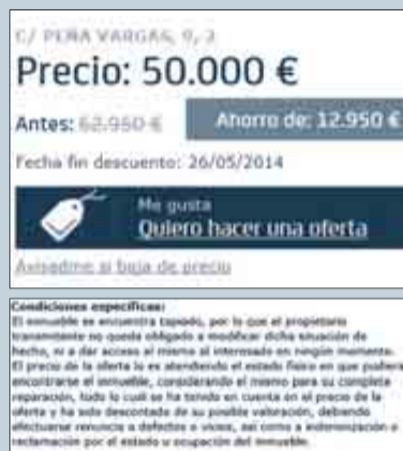 C/ PEÑA VARGAS, 9, 2
Precio: 50.000 €
Antes: 62.950 €
Ahorro de: 12.950 €
Fecha fin descuento: 26/05/2014
Me gusta
Quiero hacer una oferta
Avisadme si baja de precio
Condiciones específicas:
El inmueble se encuentra tapiado, por lo que el propietario
transmitente no queda obligado a modificar dicha situación de
hecho, ni a dar acceso al mismo al interesado en ningún momento.
El precio de la oferta lo es atendiendo el estado físico en que pudiera
encontrarse el inmueble, considerando el mismo para su completa
reparación, todo lo cual se ha tenido en cuenta en el precio de la
oferta y ha sido descontado de su posible valoración, debiendo
efectuarse renuncia a defectos o vicios, así como a indemnización o
reclamación por el estado u ocupación del inmueble.